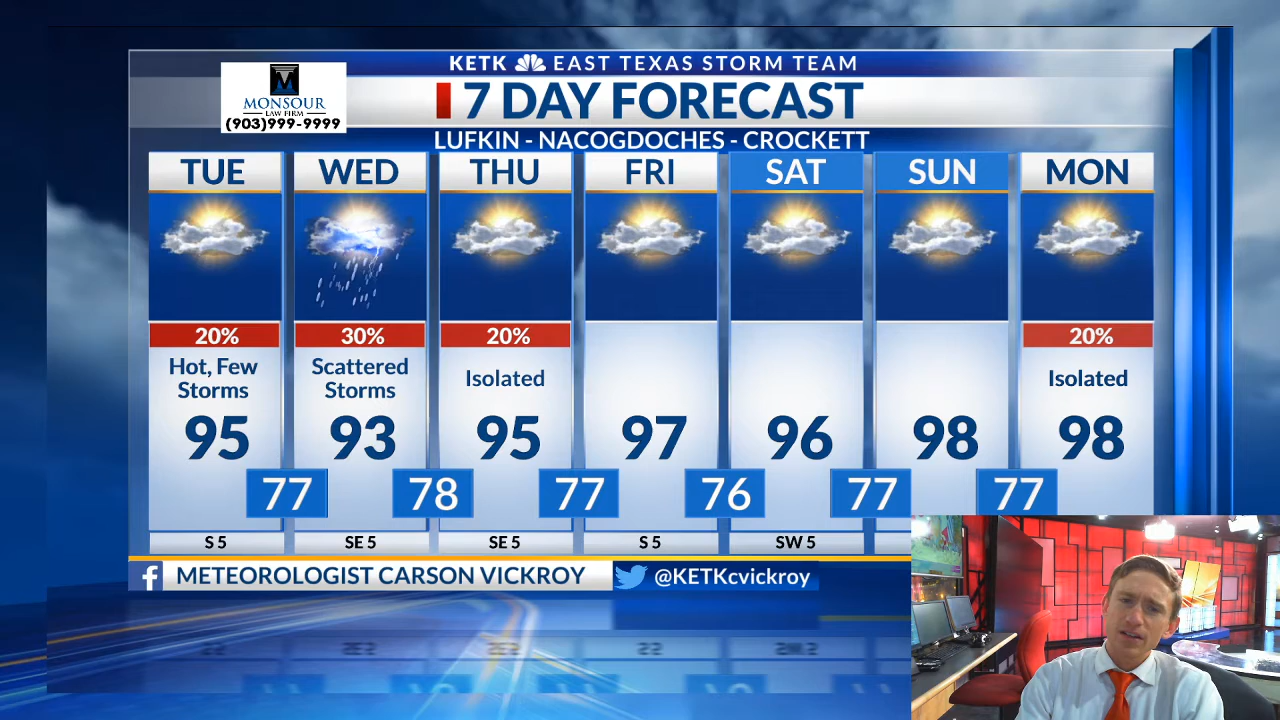 KETK EAST TEXAS STORM TEAM
MONSOUR
LAW FIRM
(903)999-9999
7 DAY FORECAST
LUFKIN - NACOGDOCHES - CROCKETT
TUE WED THU FRI SAT SUN MON
20% 30% 20% 20%
Hot, Few Storms
Scattered Storms
Isolated
Isolated
95 93 95 97 96 98 98
77 78 77 76 77 77
S 5 SE 5 SE 5 S 5 SW 5
METEOROLOGIST CARSON VICKROY @KETKcvickroy